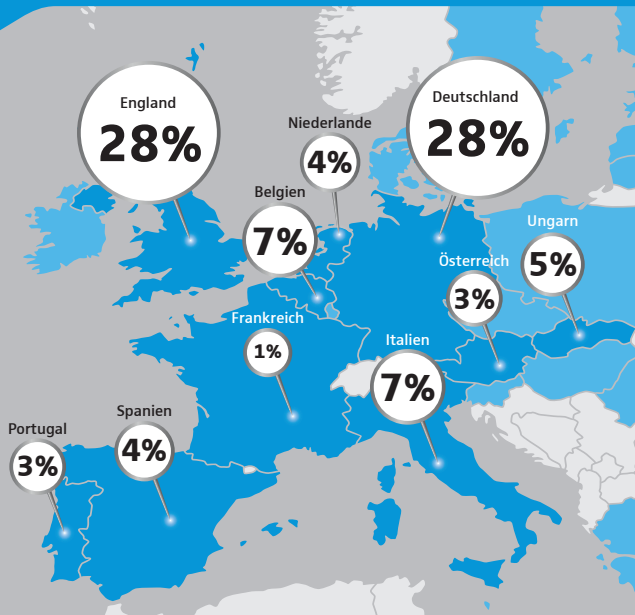 England
28%
Deutschland
28%
Niederlande
4%
Belgien
7%
Ungarn
5%
Österreich
3%
Frankreich
1%
Italien
7%
Spanien
4%
Portugal
3%